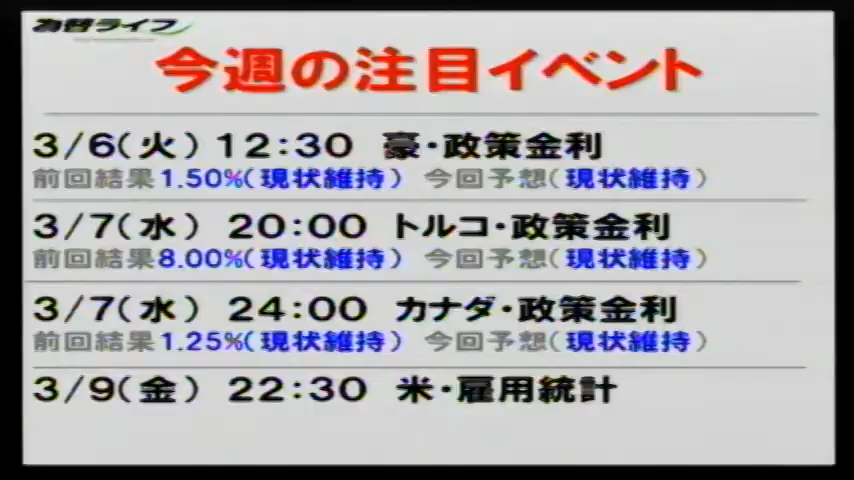 為替ライフ
今週の注目イベント
3/6(火) 12:30 豪・政策金利
前回結果1.50%(現状維持) 今回予想(現状維持)
3/7(水) 20:00 トルコ・政策金利
前回結果8.00%(現状維持) 今回予想(現状維持)
3/7(水) 24:00 カナダ・政策金利
前回結果1.25%(現状維持) 今回予想(現状維持)
3/9(金) 22:30 米・雇用統計